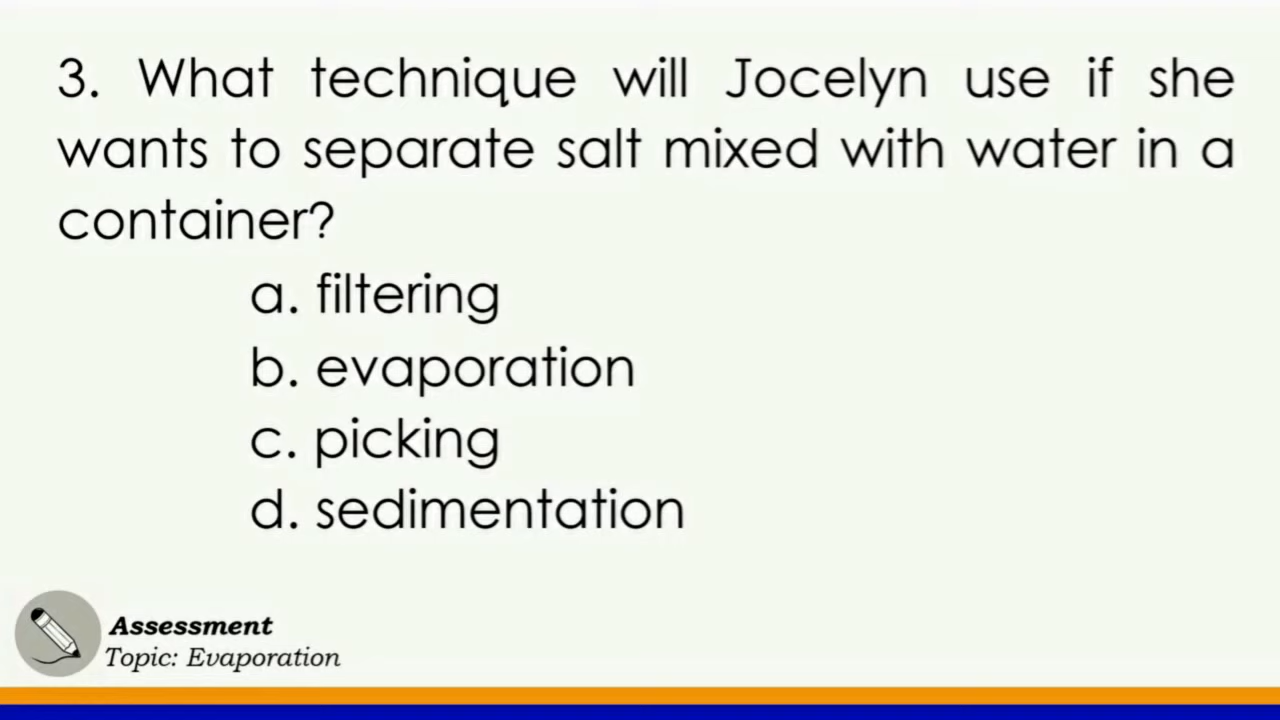 3. What technique will Jocelyn use if she
wants to separate salt mixed with water in a
container?
a. filtering
b. evaporation
c. picking
d. sedimentation
Assessment
Topic: Evaporation